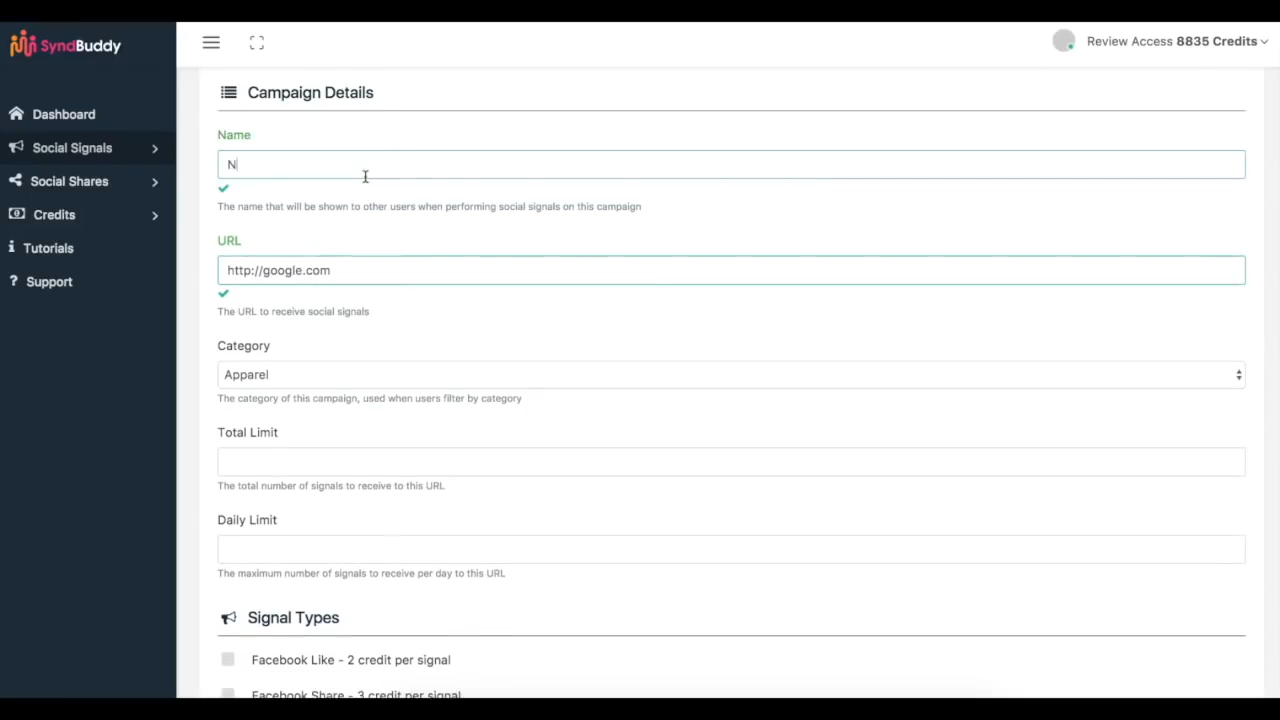 SyndBuddy
Review Access 8835 Credits
Dashboard
Social Signals
Social Shares
Credits
Tutorials
Support
Campaign Details
Name
N
The name that will be shown to other users when performing social signals on this campaign
URL
http://google.com
The URL to receive social signals
Category
Apparel
The category of this campaign, used when users filter by category
Total Limit
The total number of signals to receive to this URL
Daily Limit
The maximum number of signals to receive per day to this URL
Signal Types
Facebook Like - 2 credit per signal
Facebook Share - 3 credit per signal